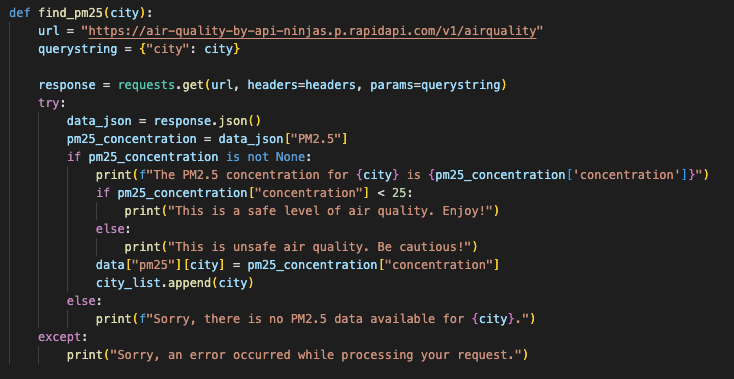 def find_pm25(city):
    url = "https://air-quality-by-api-ninjas.p.rapidapi.com/v1/airquality"
    querystring = {"city": city}

    response = requests.get(url, headers=headers, params=querystring)
    try:
        data_json = response.json()
        pm25_concentration = data_json["PM2.5"]
        if pm25_concentration is not None:
            print(f"The PM2.5 concentration for {city} is {pm25_concentration['concentration']}")
            if pm25_concentration["concentration"] < 25:
                print("This is a safe level of air quality. Enjoy!")
            else:
                print("This is unsafe air quality. Be cautious!")
            data["pm25"][city] = pm25_concentration["concentration"]
            city_list.append(city)
        else:
            print(f"Sorry, there is no PM2.5 data available for {city}.")
    except:
        print("Sorry, an error occurred while processing your request.")